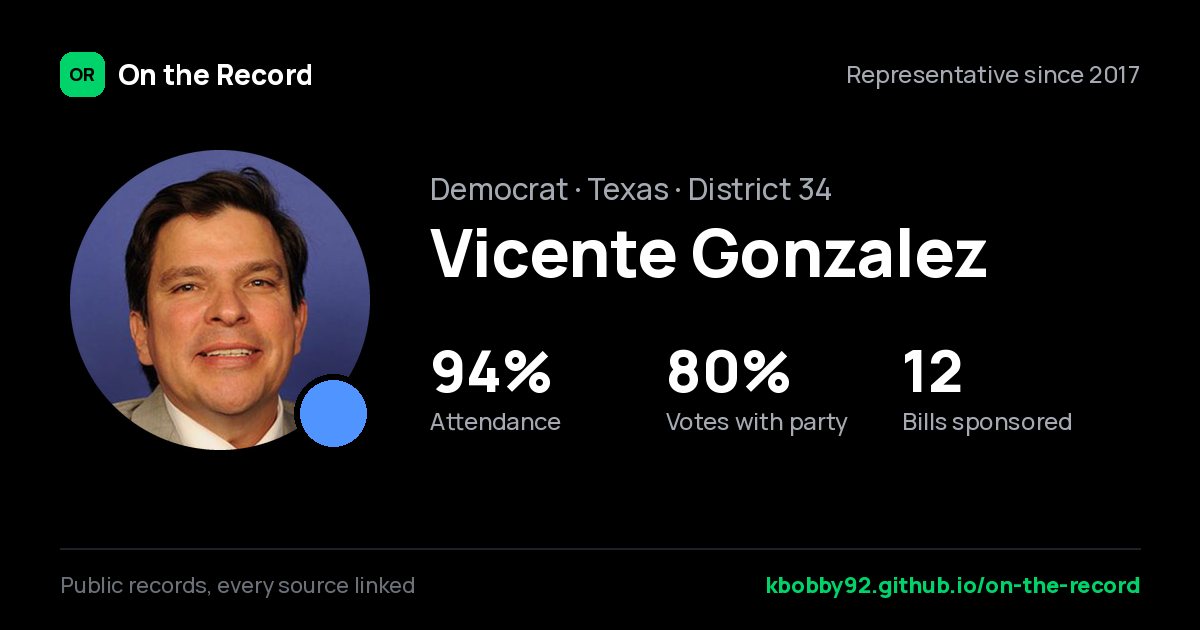 OR On the Record
Representative since 2017
Democrat · Texas · District 34
Vicente Gonzalez
94% 80% 12
Attendance Votes with party Bills sponsored
Public records, every source linked
kbobby92.github.io/on-the-record